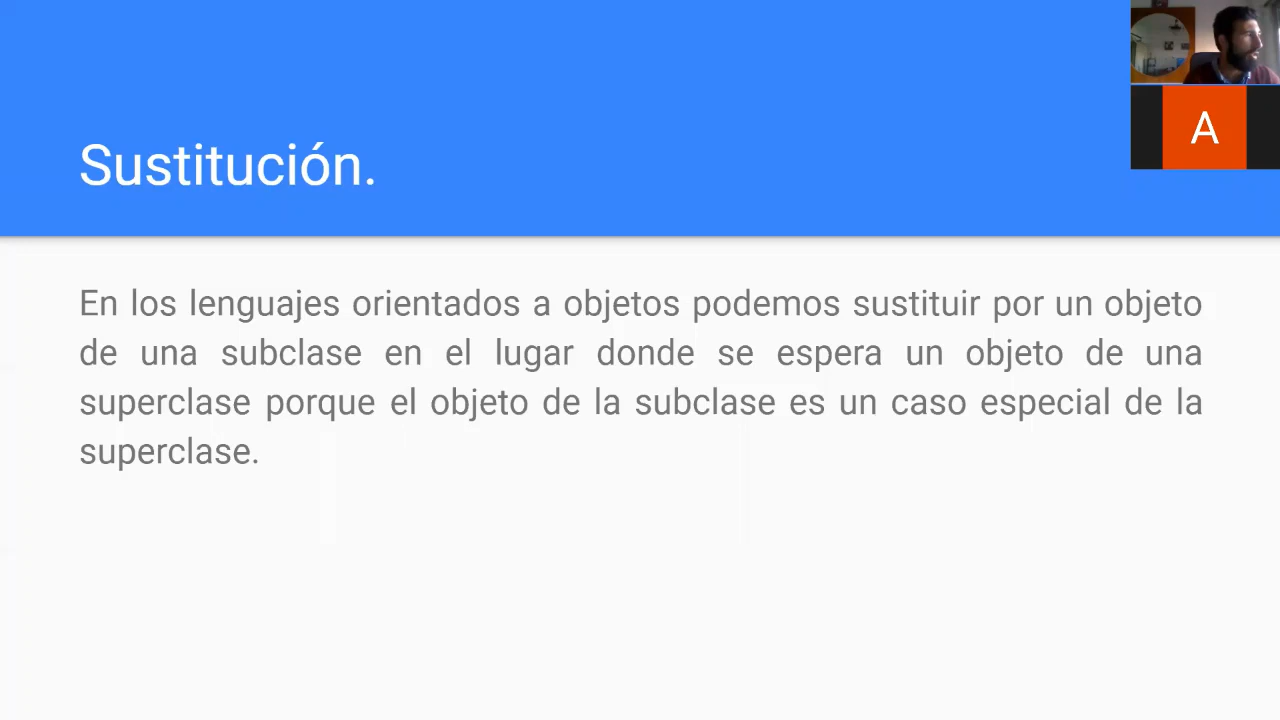 Sustitución.
En los lenguajes orientados a objetos podemos sustituir por un objeto
de una subclase en el lugar donde se espera un objeto de una
superclase porque el objeto de la subclase es un caso especial de la
superclase.
A